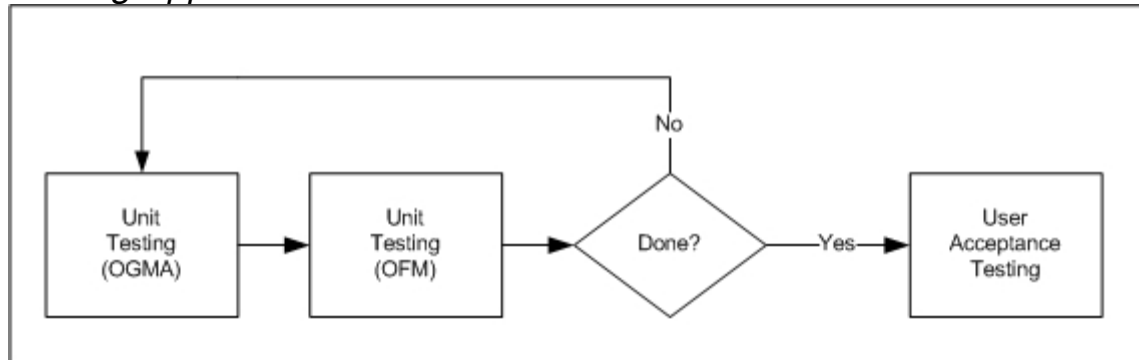 No
Unit
Testing
(OGMA)
Unit
Testing
(OFM)
Done?
Yes
User
Acceptance
Testing